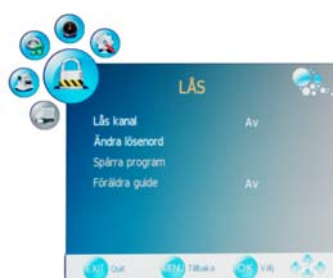 LÅS
Lås kanal Av
Ändra lösenord
Spärra program
Föräldra guide Av
EXIT Quit MENU Tillbaka OK Välj